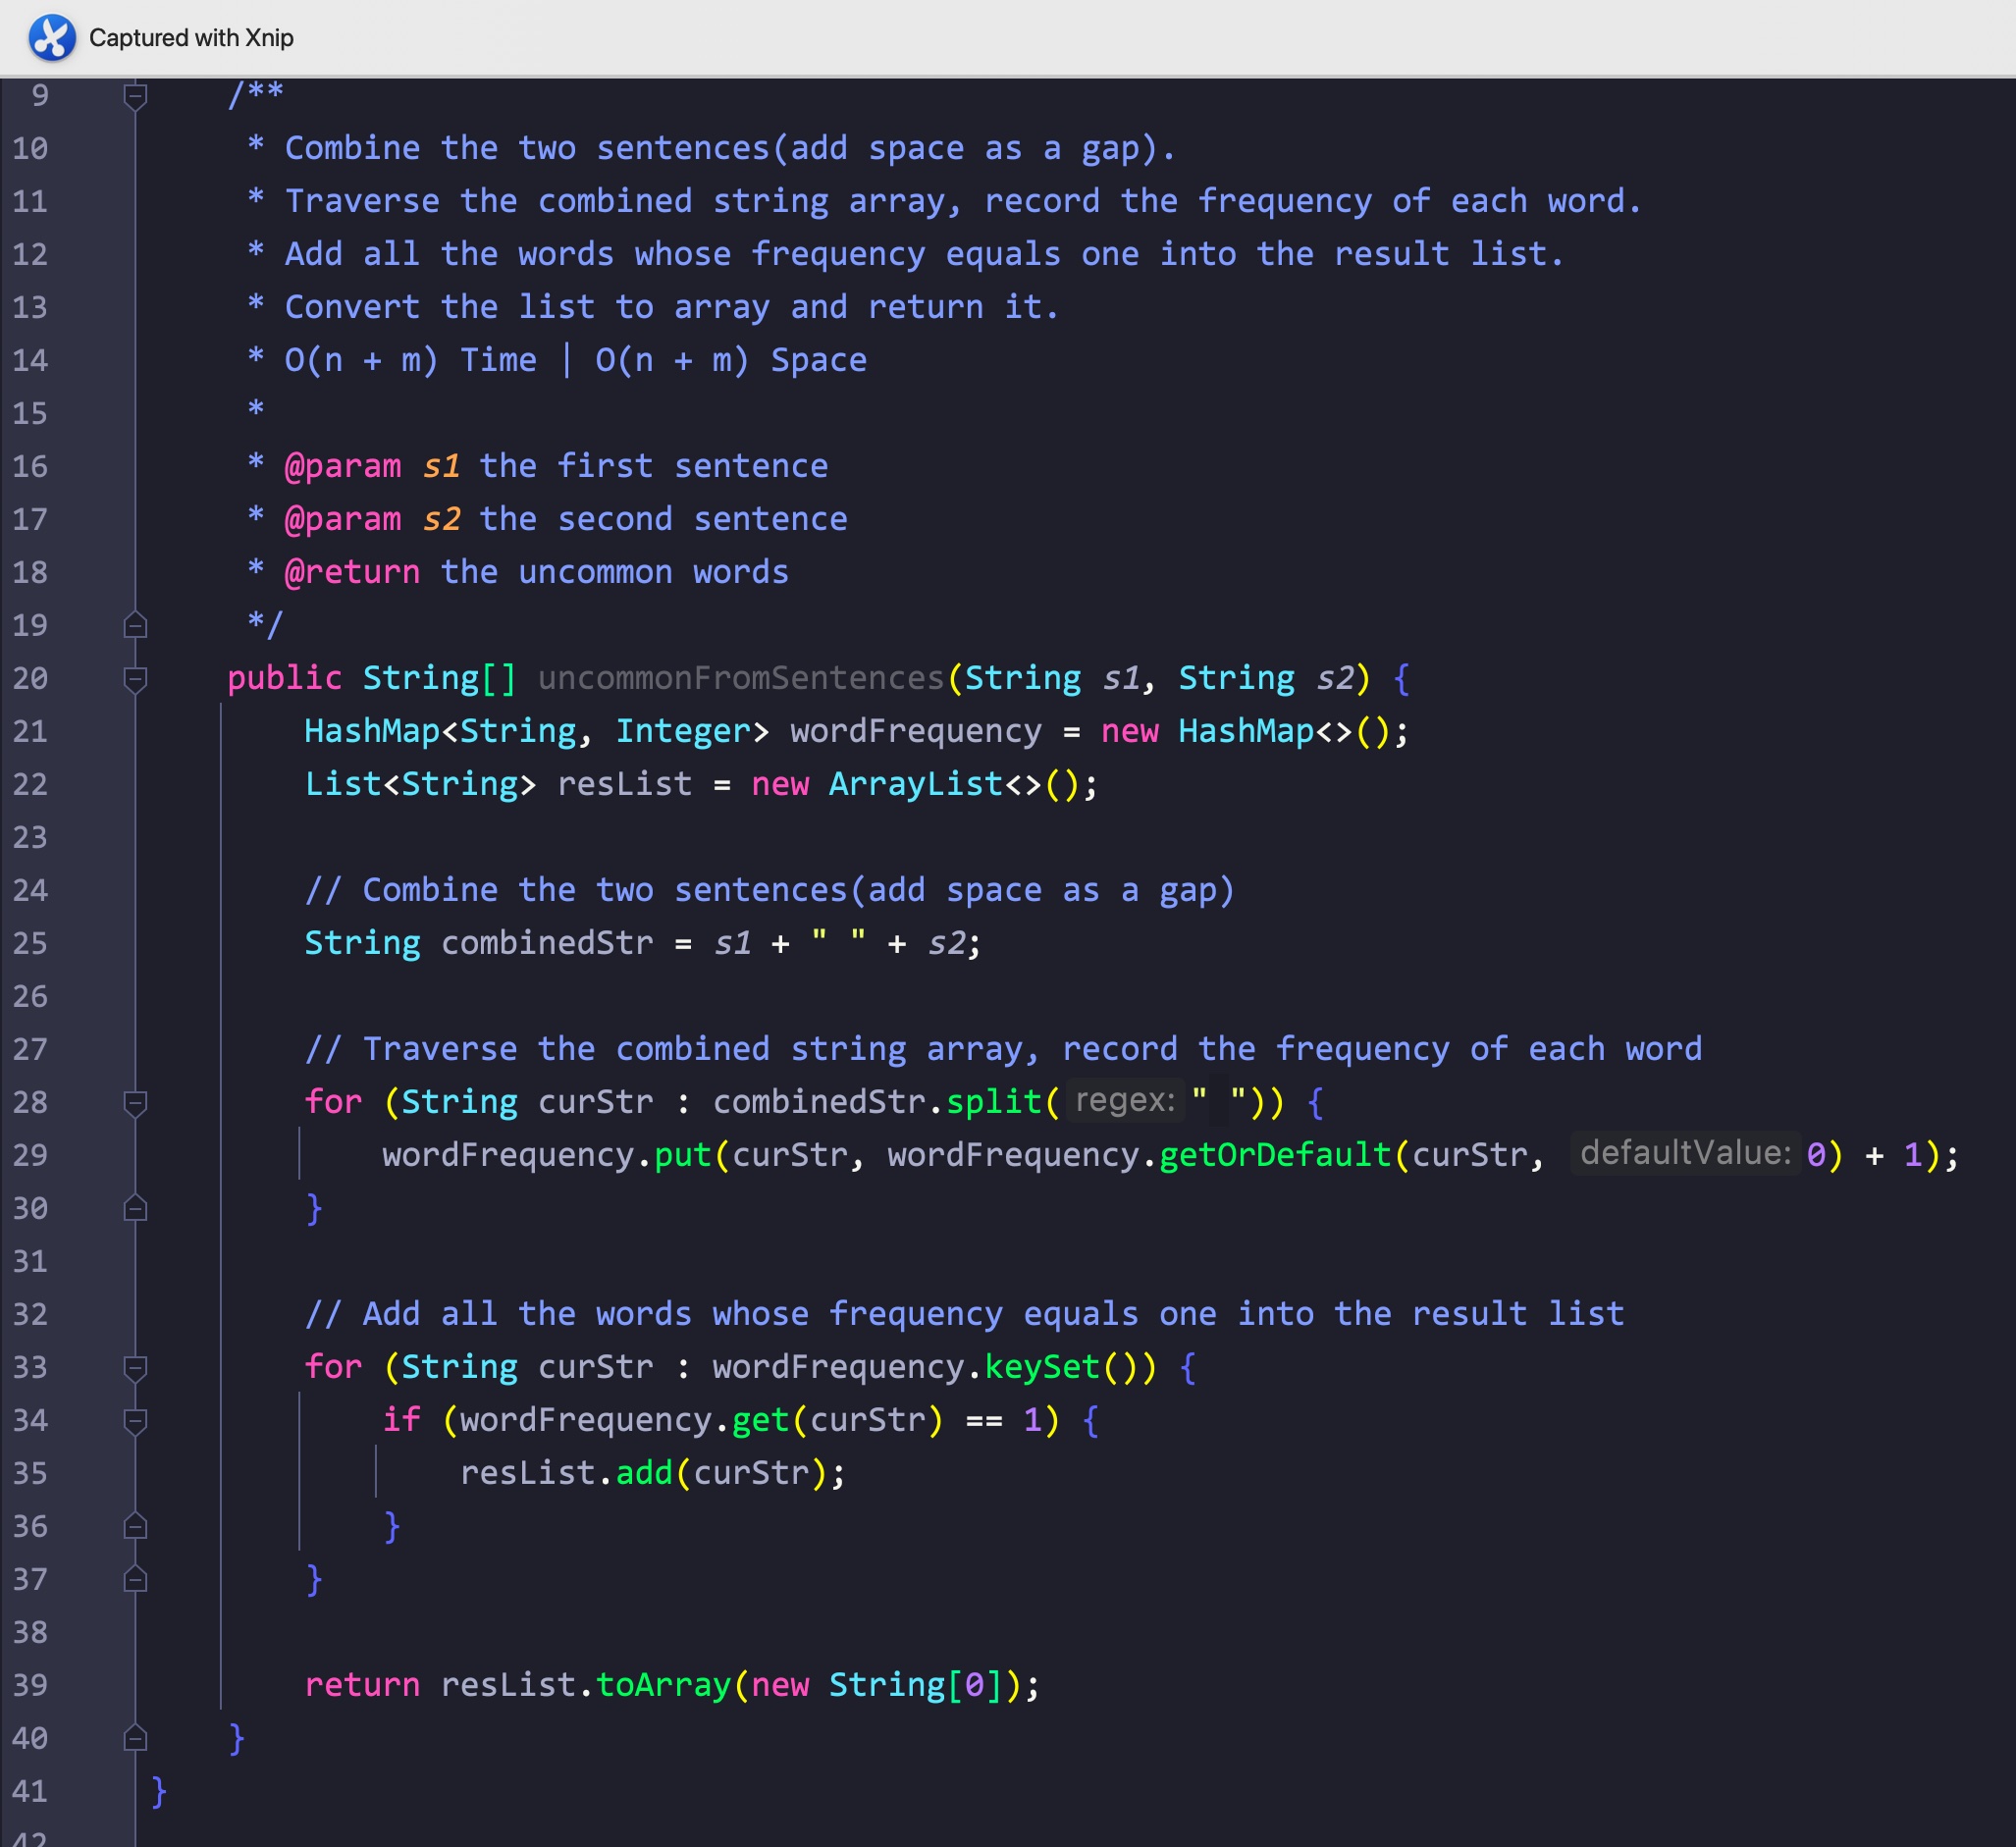 Captured with Xnip
9 /**
10 * Combine the two sentences(add space as a gap).
11 * Traverse the combined string array, record the frequency of each word.
12 * Add all the words whose frequency equals one into the result list.
13 * Convert the list to array and return it.
14 * O(n + m) Time | O(n + m) Space
15 *
16 * @param s1 the first sentence
17 * @param s2 the second sentence
18 * @return the uncommon words
19 */
20 public String[] uncommonFromSentences(String s1, String s2) {
21 HashMap<String, Integer> wordFrequency = new HashMap<>();
22 List<String> resList = new ArrayList<>();
23
24 // Combine the two sentences(add space as a gap)
25 String combinedStr = s1 + " " + s2;
26
27 // Traverse the combined string array, record the frequency of each word
28 for (String curStr : combinedStr.split( regex: " ")) {
29 wordFrequency.put(curStr, wordFrequency.getOrDefault(curStr, defaultValue: 0) + 1);
30 }
31
32 // Add all the words whose frequency equals one into the result list
33 for (String curStr : wordFrequency.keySet()) {
34 if (wordFrequency.get(curStr) == 1) {
35 resList.add(curStr);
36 }
37 }
38
39 return resList.toArray(new String[0]);
40 }
41 }
42